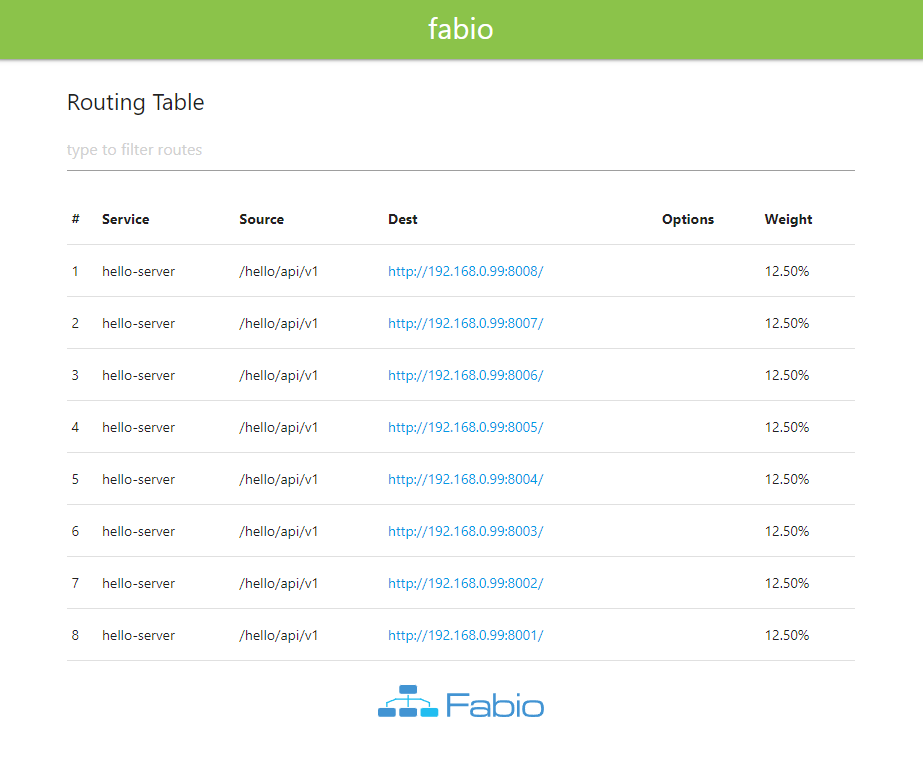 fabio
Routing Table
type to filter routes
# Service Source Dest Options Weight
1 hello-server /hello/api/v1 http://192.168.0.99:8008/ 12.50%
2 hello-server /hello/api/v1 http://192.168.0.99:8007/ 12.50%
3 hello-server /hello/api/v1 http://192.168.0.99:8006/ 12.50%
4 hello-server /hello/api/v1 http://192.168.0.99:8005/ 12.50%
5 hello-server /hello/api/v1 http://192.168.0.99:8004/ 12.50%
6 hello-server /hello/api/v1 http://192.168.0.99:8003/ 12.50%
7 hello-server /hello/api/v1 http://192.168.0.99:8002/ 12.50%
8 hello-server /hello/api/v1 http://192.168.0.99:8001/ 12.50%
Fabio